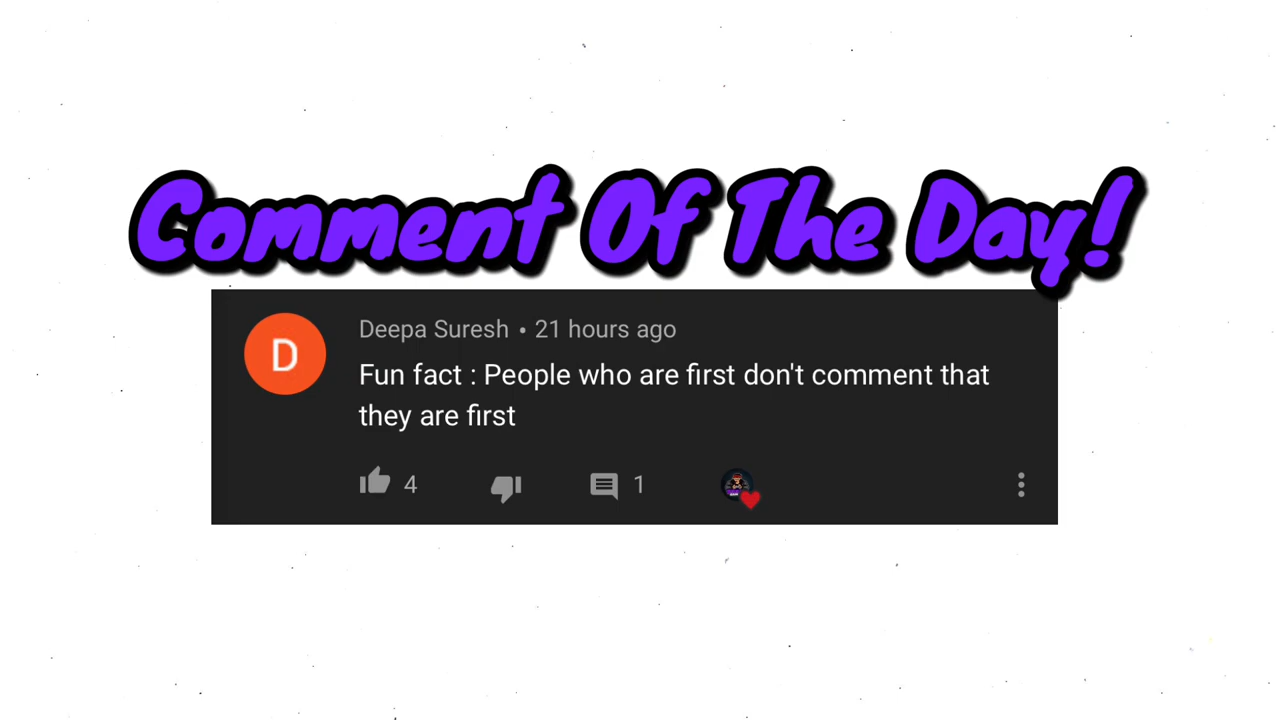 Comment Of The Day!
D
Deepa Suresh • 21 hours ago
Fun fact : People who are first don't comment that
they are first
4
1